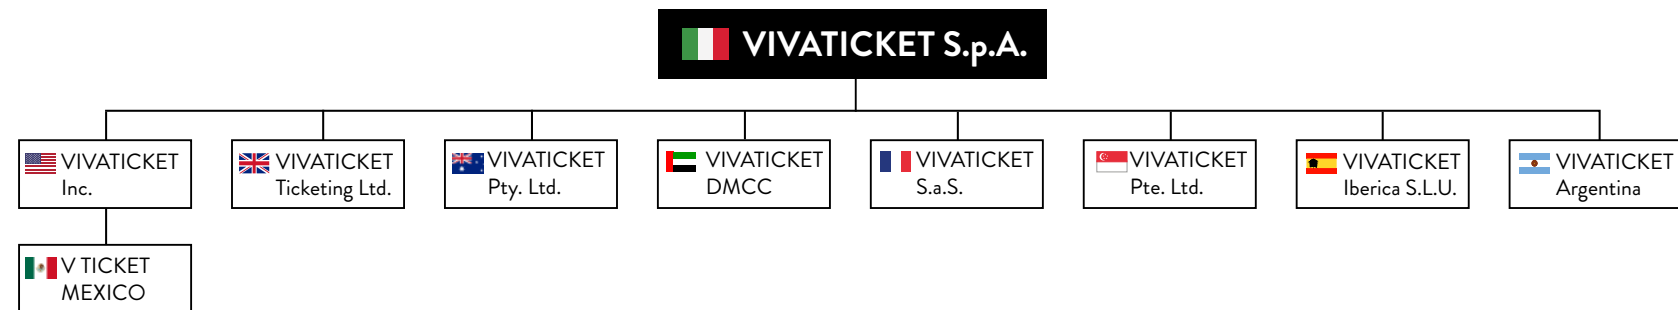 VIVATICKET S.p.A.
VIVATICKET
Inc.
VIVATICKET
Ticketing Ltd.
VIVATICKET
Pty. Ltd.
VIVATICKET
DMCC
VIVATICKET
S.a.S.
VIVATICKET
Pte. Ltd.
VIVATICKET
Iberica S.L.U.
VIVATICKET
Argentina
V TICKET
MEXICO